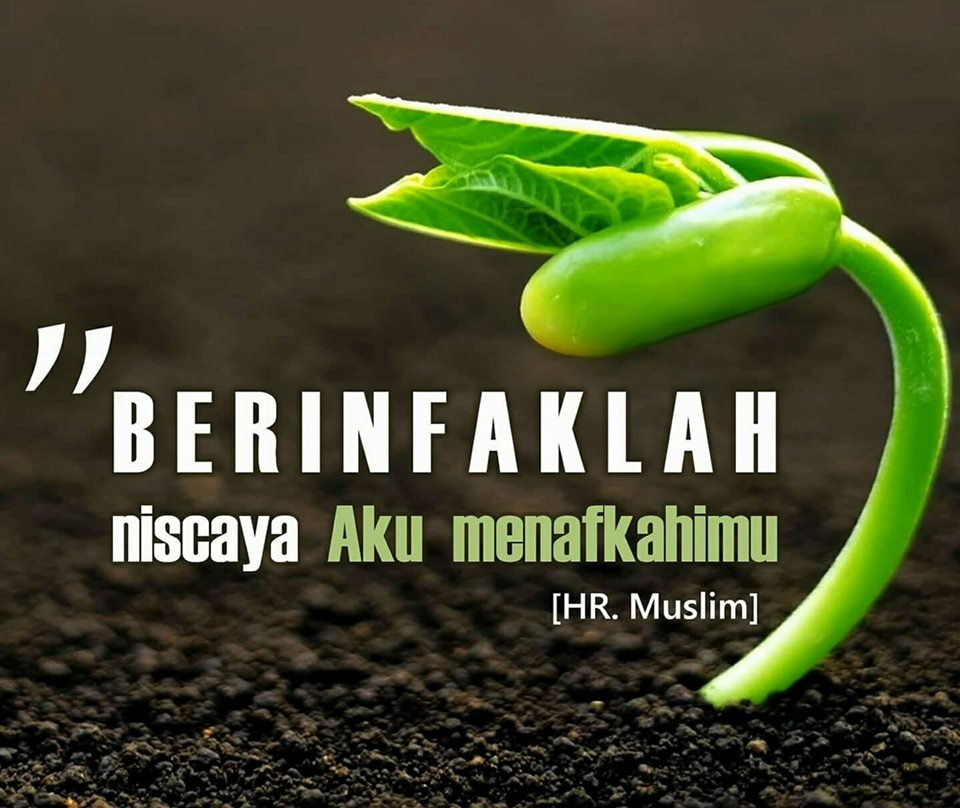 ”
BERINFAKLAH
niscaya Aku menafkahimu
[HR. Muslim]